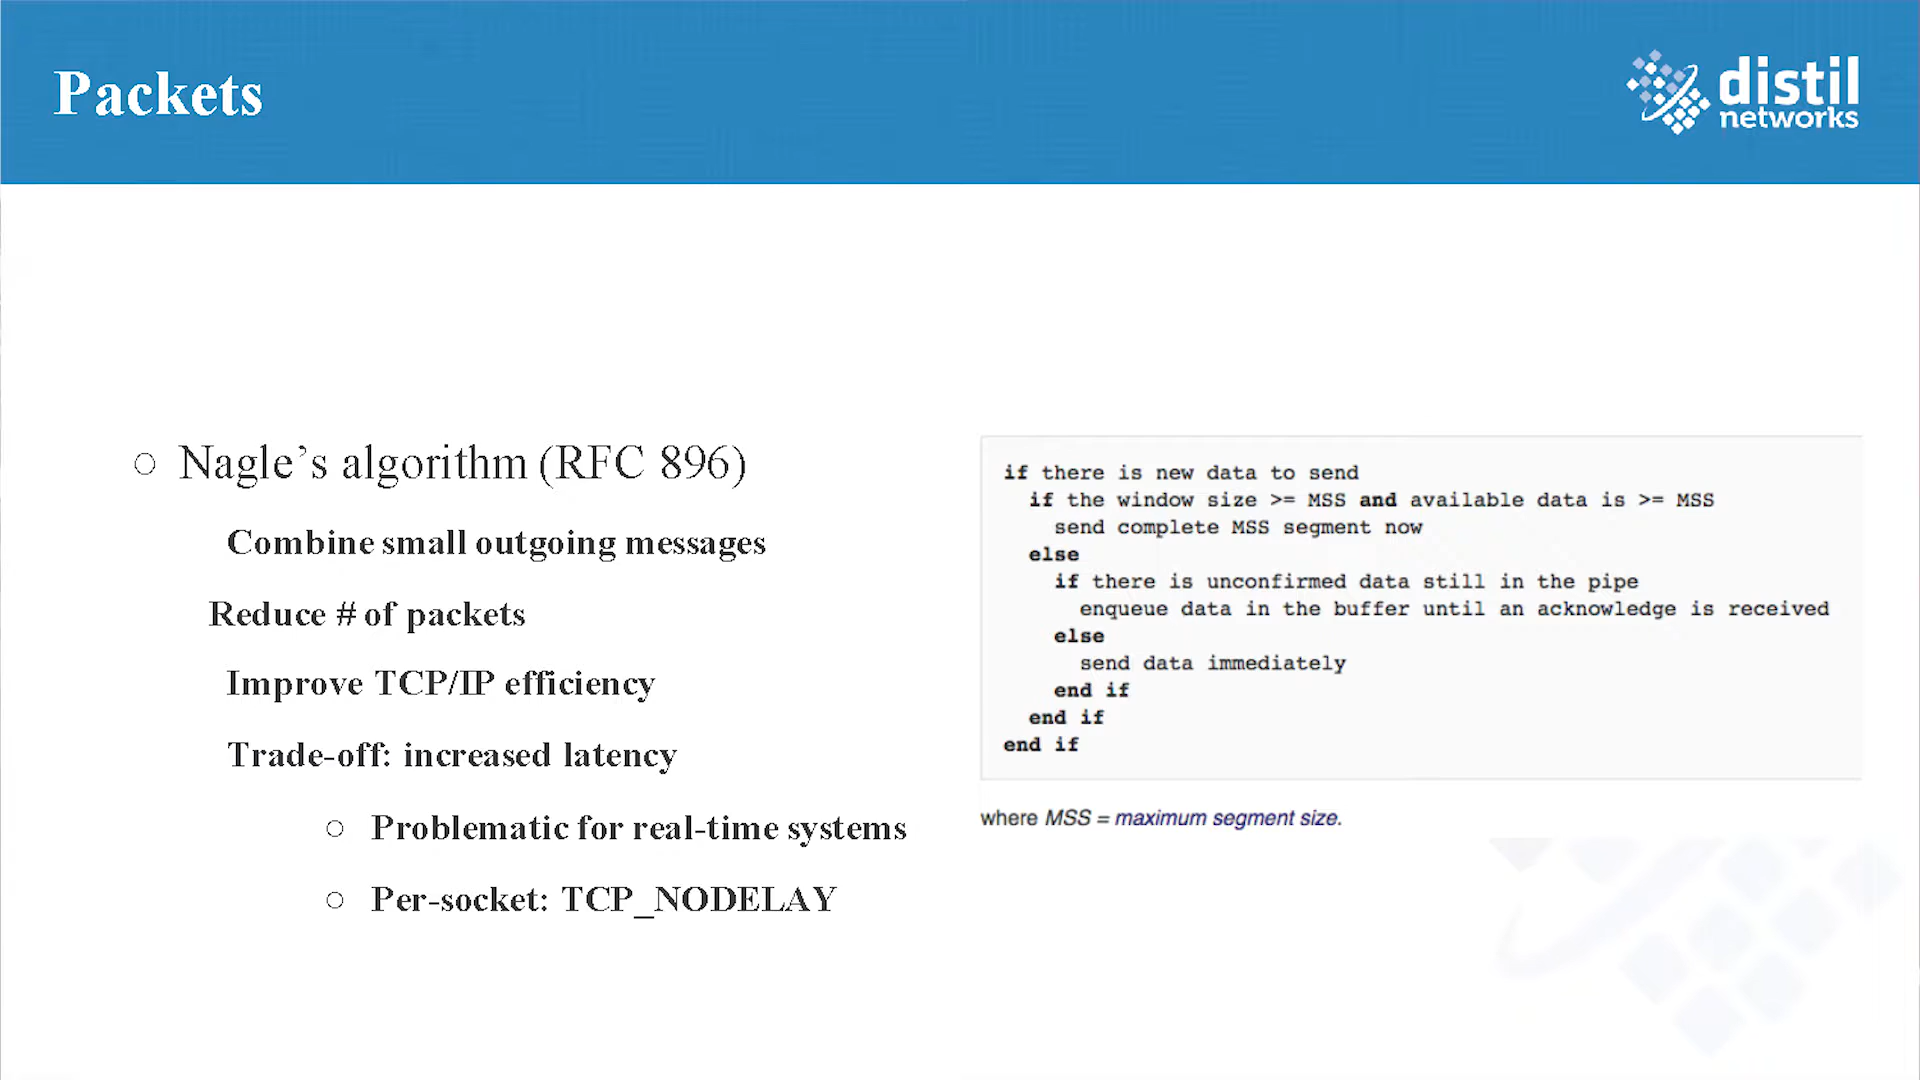 Packets
distil
networks
○ Nagle’s algorithm (RFC 896)
Combine small outgoing messages
Reduce # of packets
Improve TCP/IP efficiency
Trade-off: increased latency
○ Problematic for real-time systems
○ Per-socket: TCP_NODELAY
if there is new data to send
  if the window size >= MSS and available data is >= MSS
    send complete MSS segment now
  else
    if there is unconfirmed data still in the pipe
      enqueue data in the buffer until an acknowledge is received
    else
      send data immediately
    end if
  end if
end if
where MSS = maximum segment size.